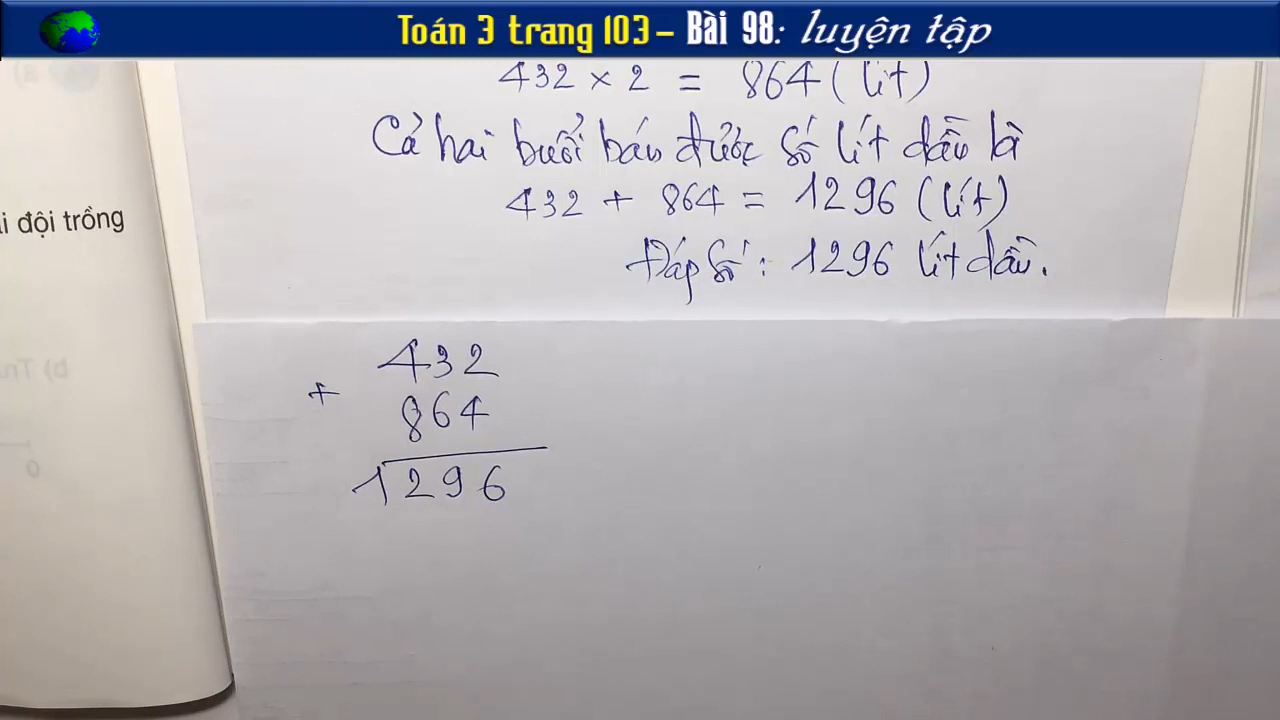 Toán 3 trang 103 – Bài 98: luyện tập
432 × 2 = 864 (lít)
Cả hai buổi bán được số lít dầu là
432 + 864 = 1296 (lít)
Đáp số: 1296 lít dầu.
i đội trồng
432
+
864
1296